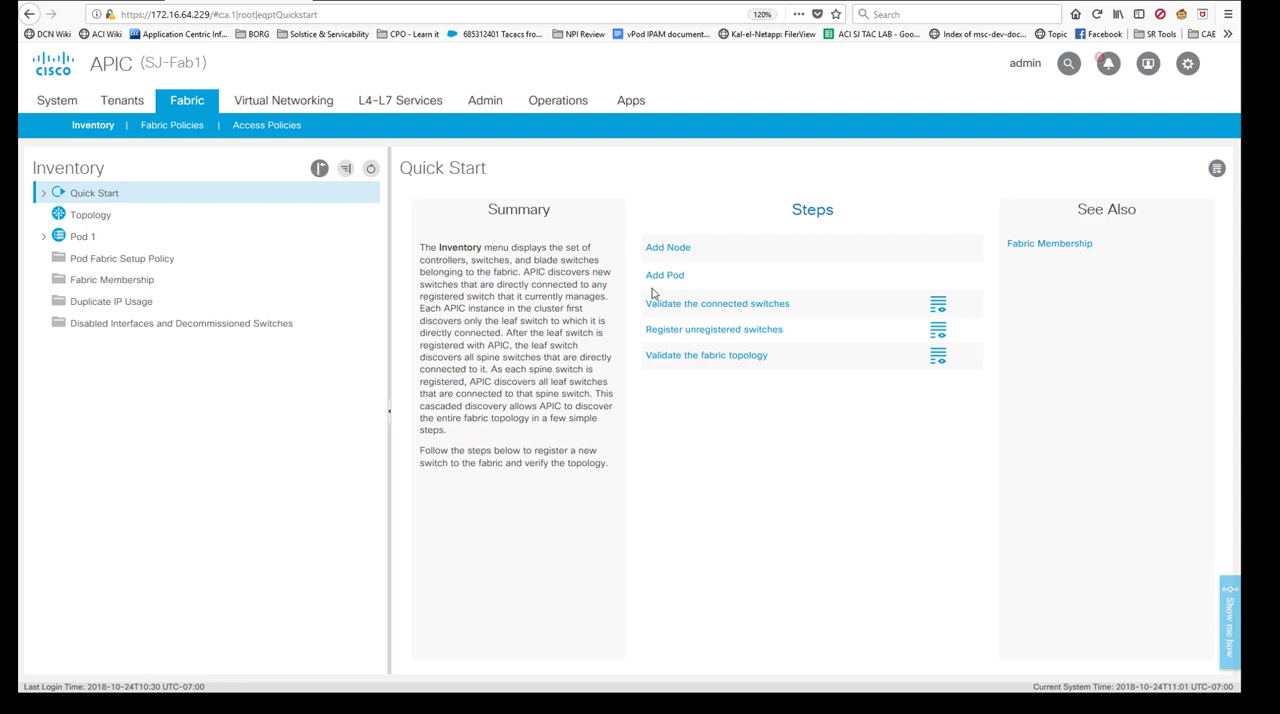 https://172.16.64.229/#ca.1|root|eqptQuickstart
120%
Search
DCN Wiki
ACI Wiki
Application Centric Inf...
BORG
Solstice & Servicability
CPO - Learn it
685312401 Tacacs fro...
NPI Review
vPod IPAM document...
Kal-el-Netapp: FilerView
ACI SJ TAC LAB - Goo...
Index of msc-dev-doc...
Topic
Facebook
SR Tools
CAE
CISCO
APIC (SJ-Fab1)
admin
System
Tenants
Fabric
Virtual Networking
L4-L7 Services
Admin
Operations
Apps
Inventory | Fabric Policies | Access Policies
Inventory
Quick Start
Topology
Pod 1
Pod Fabric Setup Policy
Fabric Membership
Duplicate IP Usage
Disabled Interfaces and Decommissioned Switches
Quick Start
Summary
The Inventory menu displays the set of
controllers, switches, and blade switches
belonging to the fabric. APIC discovers new
switches that are directly connected to any
registered switch that it currently manages.
Each APIC instance in the cluster first
discovers only the leaf switch to which it is
directly connected. After the leaf switch is
registered with APIC, the leaf switch
discovers all spine switches that are directly
connected to it. As each spine switch is
registered, APIC discovers all leaf switches
that are connected to that spine switch. This
cascaded discovery allows APIC to discover
the entire fabric topology in a few simple
steps.
Follow the steps below to register a new
switch to the fabric and verify the topology.
Steps
Add Node
Add Pod
Validate the connected switches
Register unregistered switches
Validate the fabric topology
See Also
Fabric Membership
Show me how
Last Login Time: 2018-10-24T10:30 UTC-07:00
Current System Time: 2018-10-24T11:01 UTC-07:00